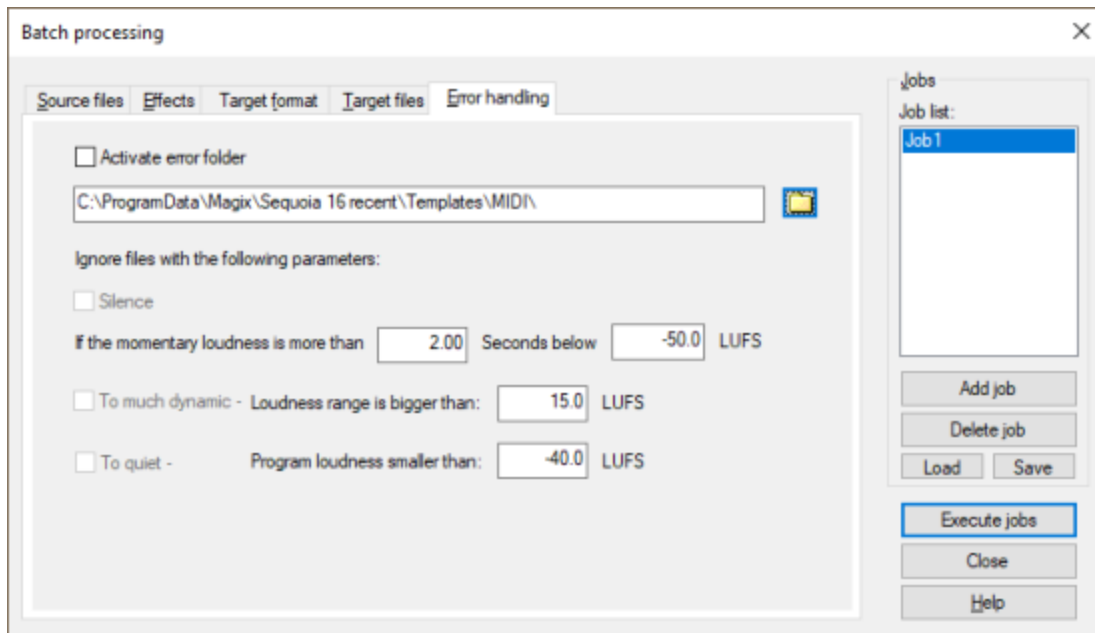 Batch processing
Source files Effects Target format Target files Error handling
Activate error folder
C:\ProgramData\Magix\Sequoia 16 recent\Templates\MIDI\
Ignore files with the following parameters:
Silence
If the momentary loudness is more than 2.00 Seconds below -50.0 LUFS
To much dynamic - Loudness range is bigger than: 15.0 LUFS
To quiet - Program loudness smaller than: -40.0 LUFS
Jobs
Job list:
Job1
Add job
Delete job
Load Save
Execute jobs
Close
Help